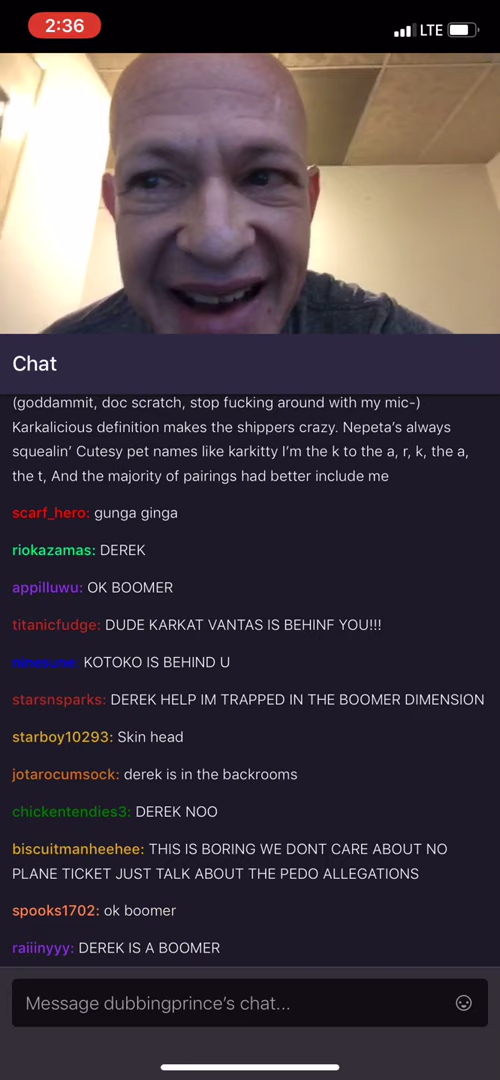 2:36
LTE
Chat
(goddammit, doc scratch, stop fucking around with my mic-)
Karkalicious definition makes the shippers crazy. Nepeta’s always
squealin’ Cutesy pet names like karkitty I’m the k to the a, r, k, the a,
the t, And the majority of pairings had better include me
scarf_hero: gunga ginga
riokazamas: DEREK
appilluwu: OK BOOMER
titanicfudge: DUDE KARKAT VANTAS IS BEHINF YOU!!!
KOTOKO IS BEHIND U
starsnsparks: DEREK HELP IM TRAPPED IN THE BOOMER DIMENSION
starboy10293: Skin head
jotarocumsock: derek is in the backrooms
chickentendies3: DEREK NOO
biscuitmanheehee: THIS IS BORING WE DONT CARE ABOUT NO
PLANE TICKET JUST TALK ABOUT THE PEDO ALLEGATIONS
spooks1702: ok boomer
raiiinyyy: DEREK IS A BOOMER
Message dubbingprince’s chat...